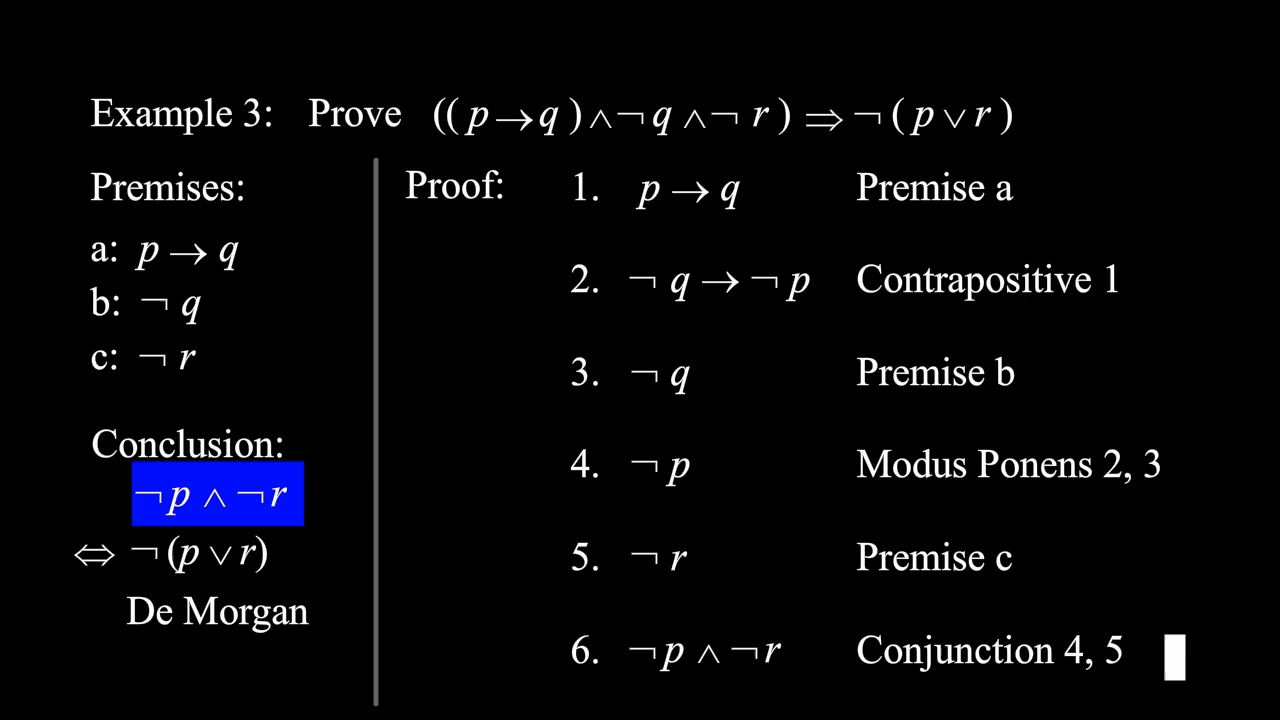 Example 3: Prove ((p→q)∧¬q∧¬r)⇒¬(p∨r)
Premises:
a: p → q
b: ¬ q
c: ¬ r
Conclusion:
¬p ∧ ¬r
⇔ ¬(p ∨ r)
De Morgan
Proof: 1. p → q Premise a
2. ¬ q → ¬ p Contrapositive 1
3. ¬ q Premise b
4. ¬ p Modus Ponens 2, 3
5. ¬ r Premise c
6. ¬p ∧ ¬r Conjunction 4, 5